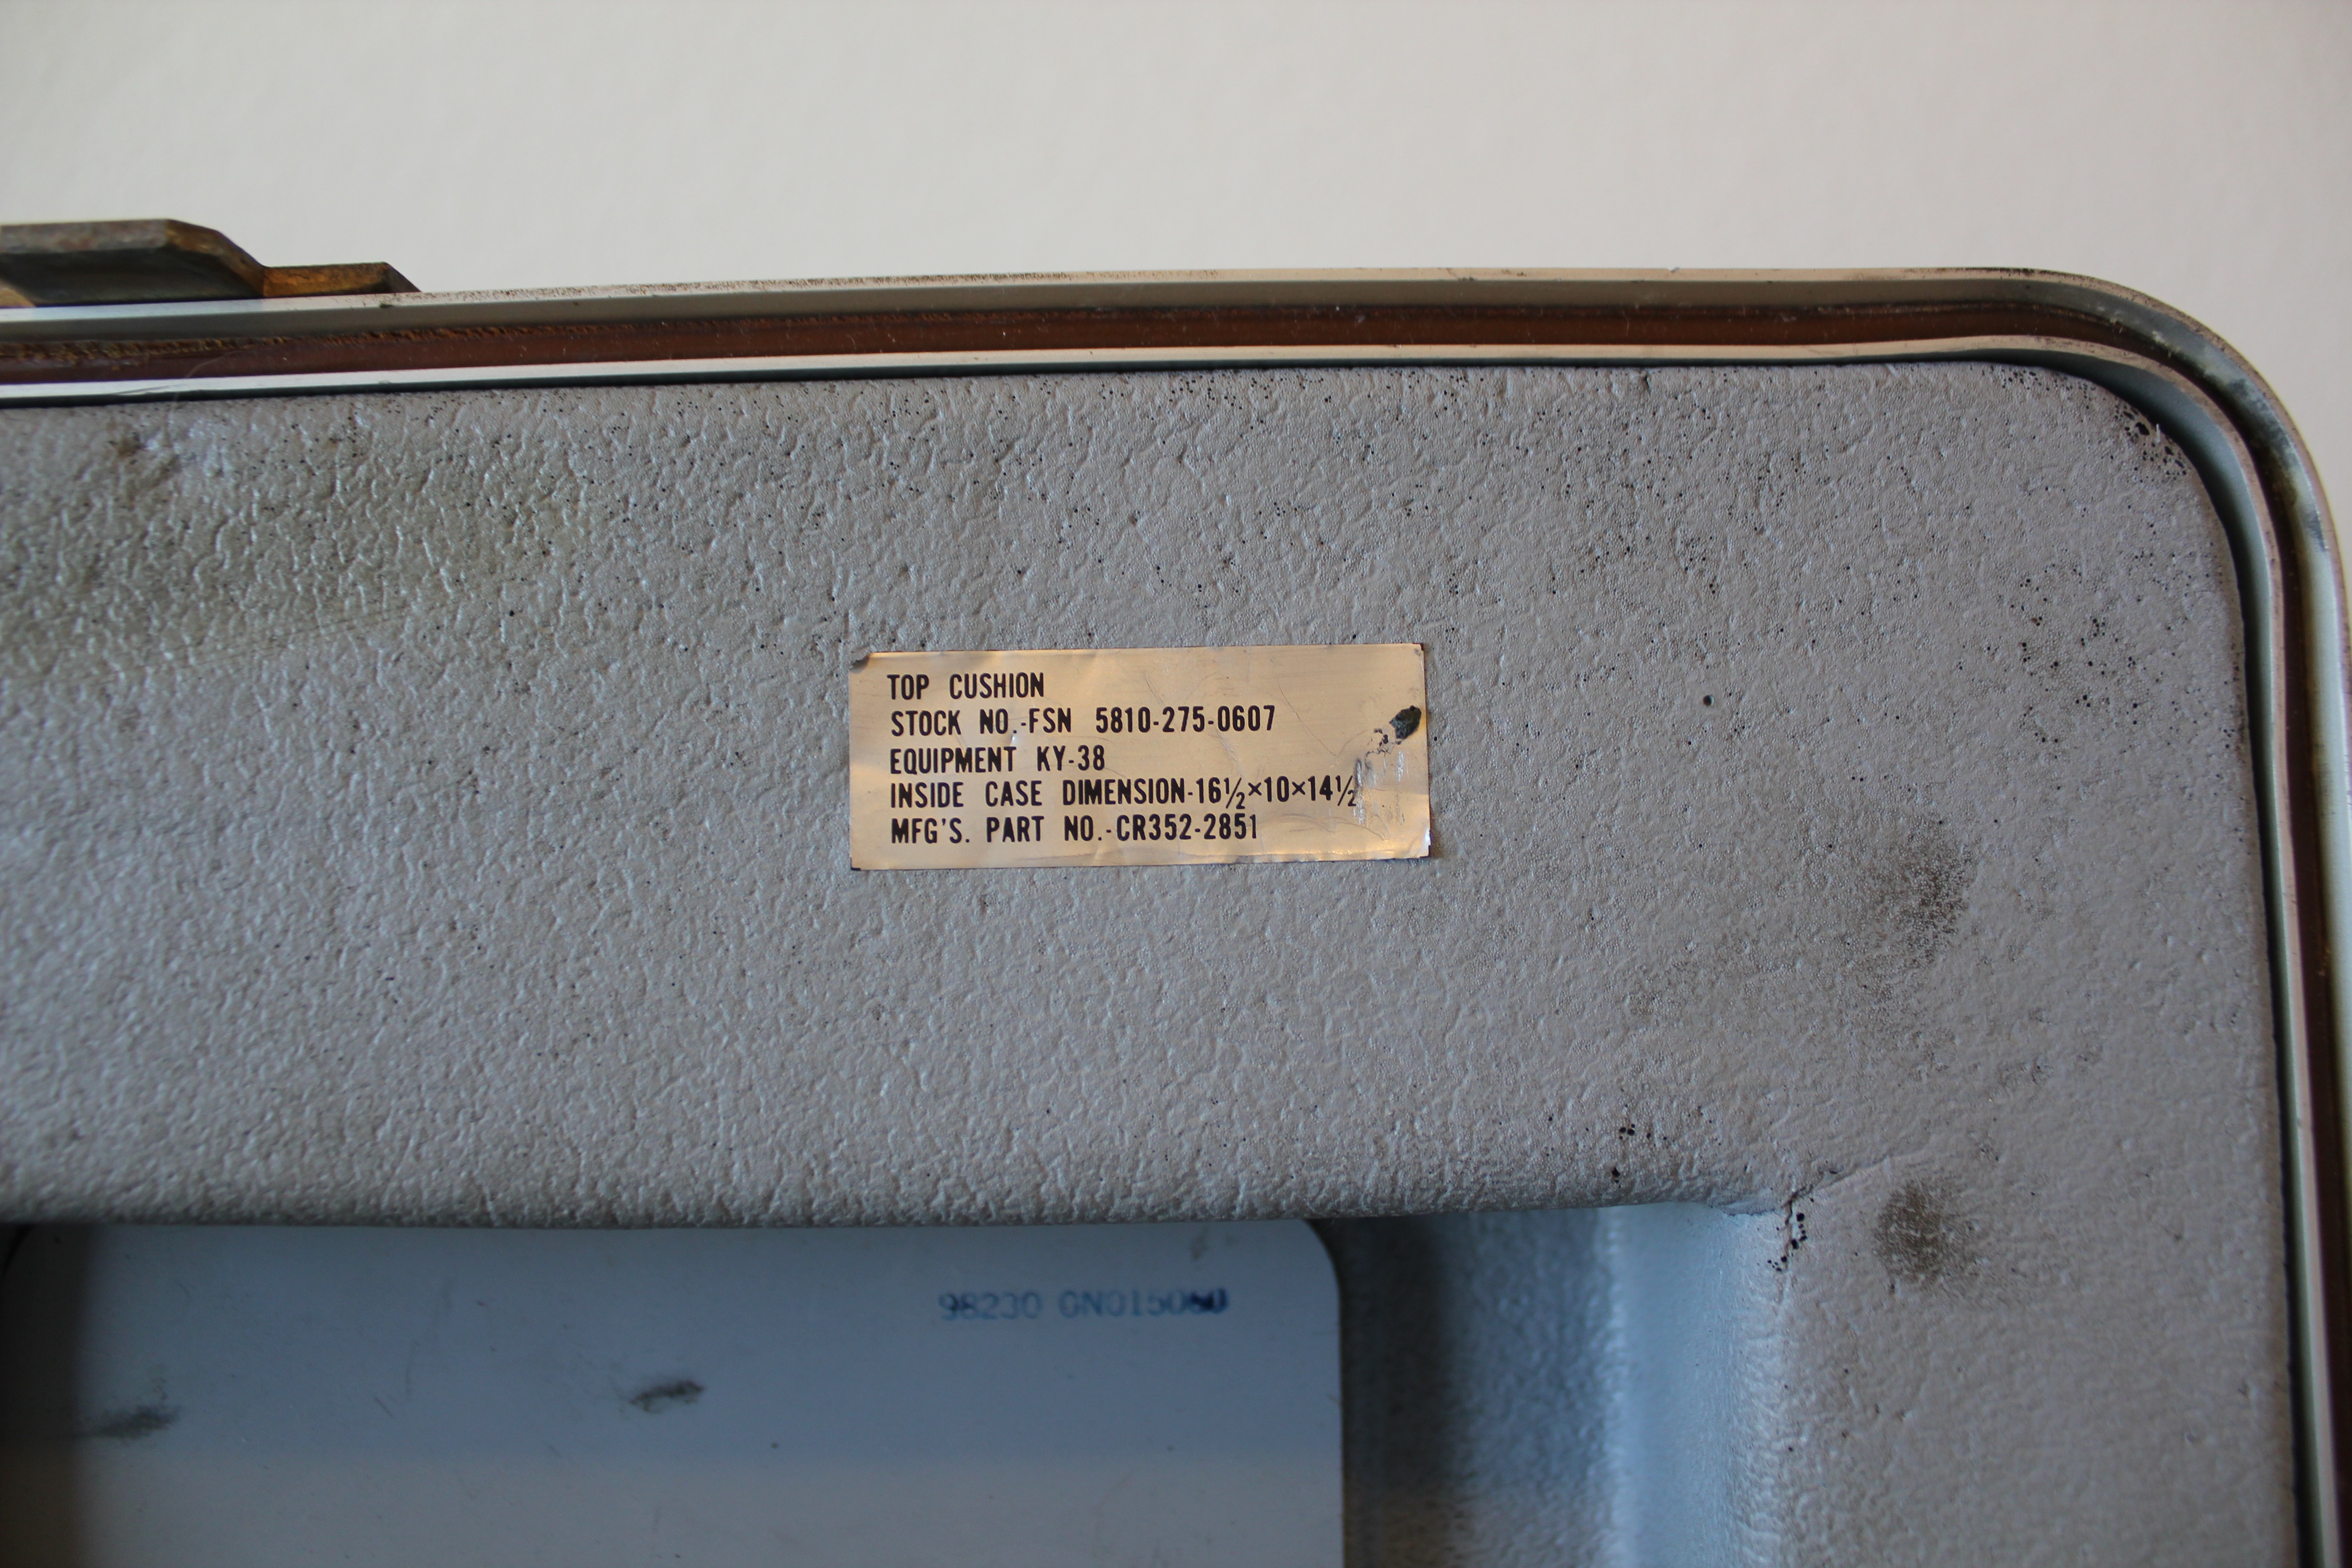 TOP CUSHION
STOCK NO.-FSN 5810-275-0607
EQUIPMENT KY-38
INSIDE CASE DIMENSION-16½×10×14½
MFG'S. PART NO.-CR352-2851
98230